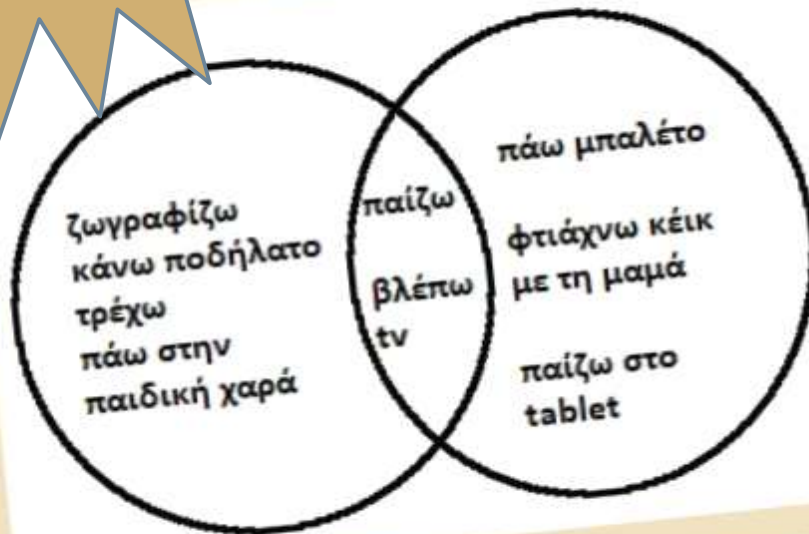 ζωγραφίζω
κάνω ποδήλατο
τρέχω
πάω στην
παιδική χαρά
παίζω
βλέπω
tv
πάω μπαλέτο
φτιάχνω κέικ
με τη μαμά
παίζω στο
tablet